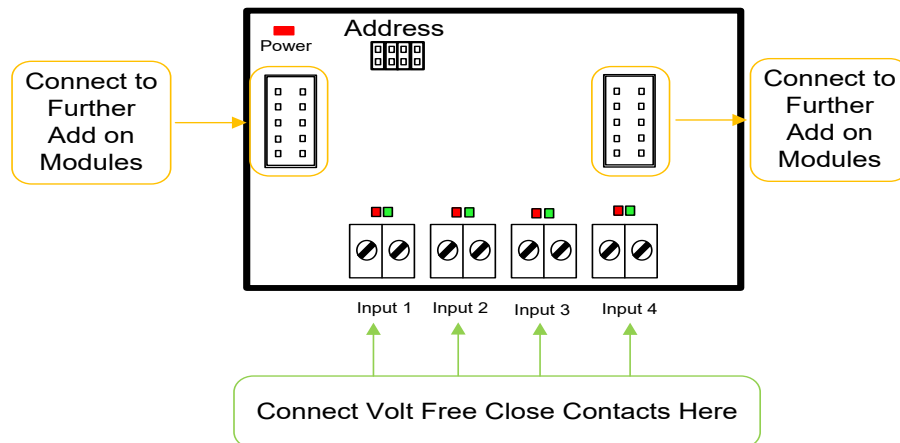 Address
Power
Connect to
Further
Add on
Modules
Connect to
Further
Add on
Modules
Input 1
Input 2
Input 3
Input 4
Connect Volt Free Close Contacts Here